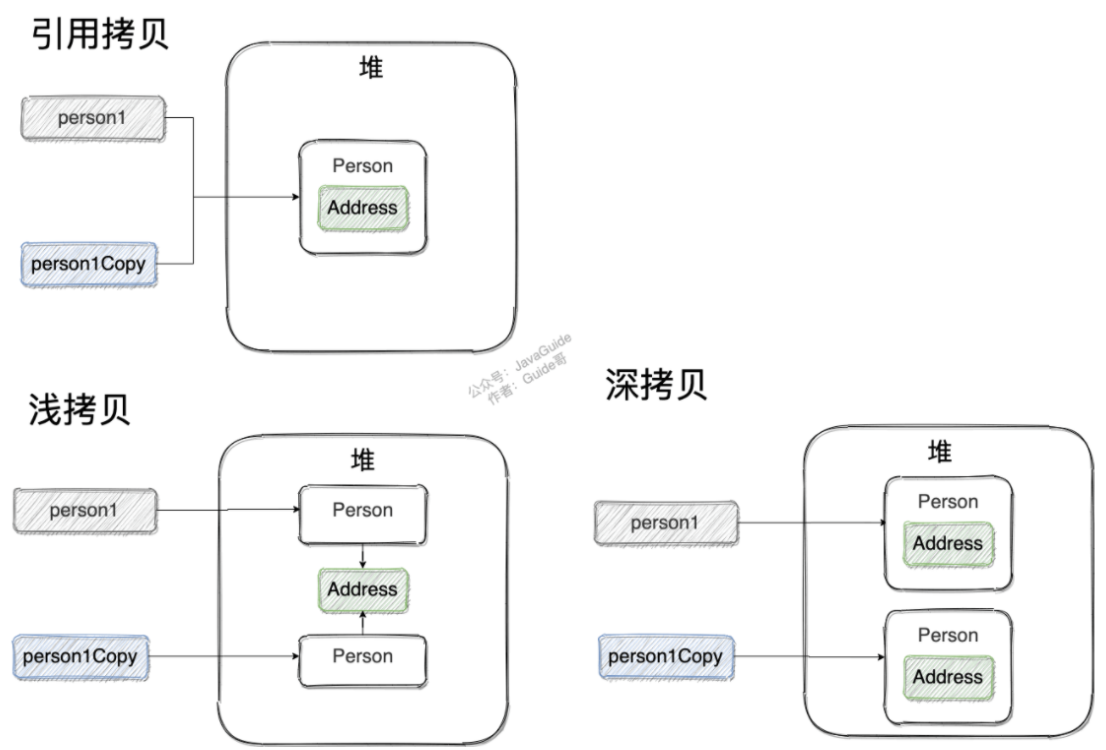 引用拷贝
堆
person1
Person
Address
person1Copy
公众号：JavaGuide
作者：Guide哥
浅拷贝
堆
person1
Person
Address
person1Copy
Person
深拷贝
堆
person1
Person
Address
person1Copy
Person
Address